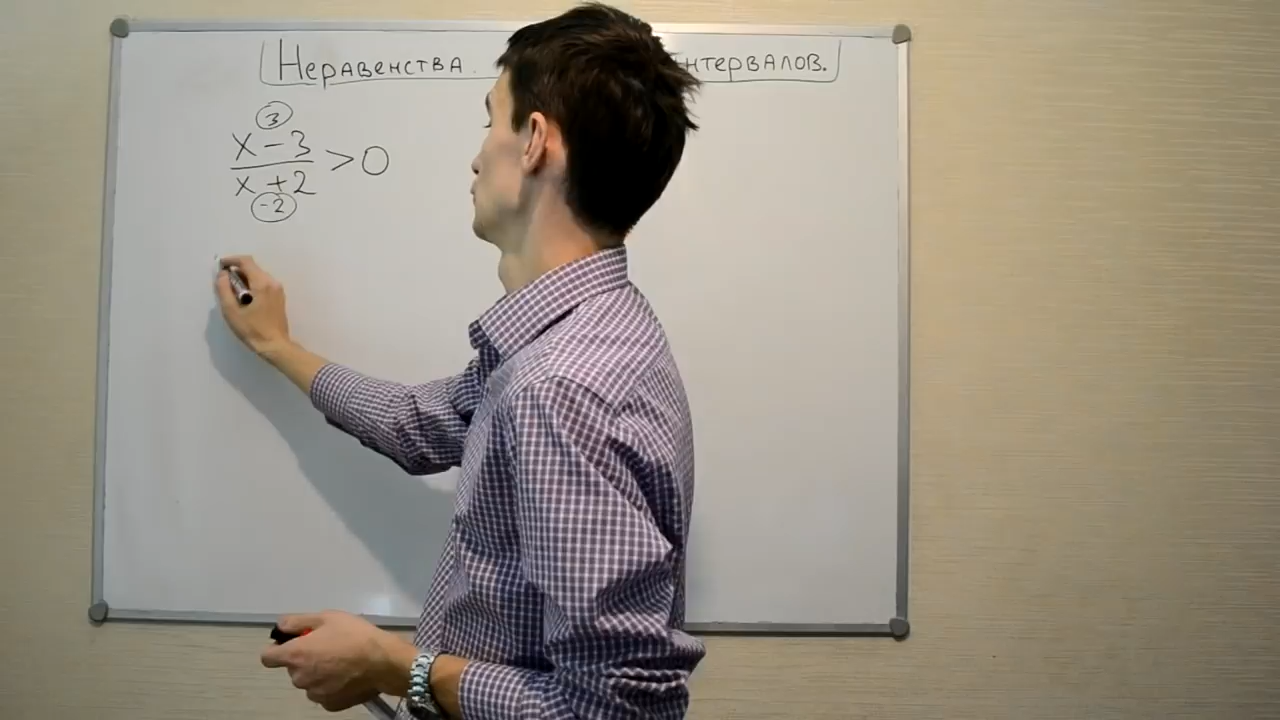 Неравенства. нтервалов.
3
x - 3
x + 2
> 0
-2